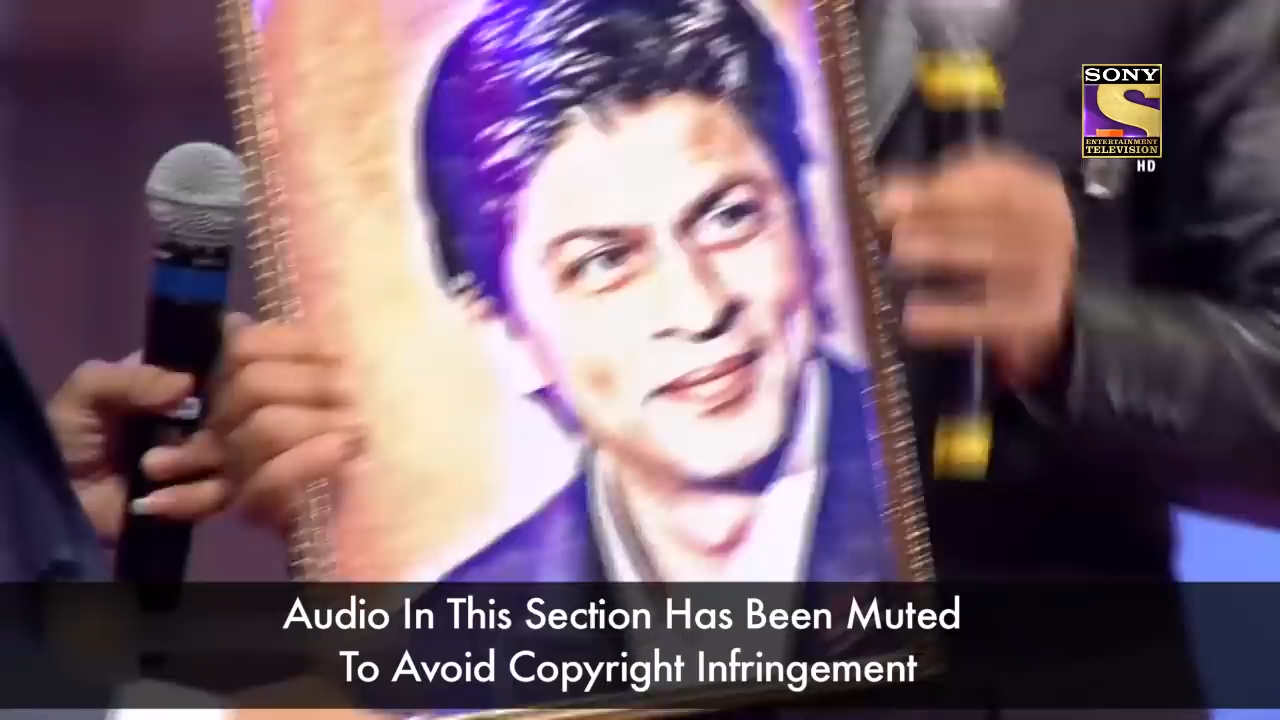 SONY
ENTERTAINMENT
TELEVISION
HD
Audio In This Section Has Been Muted
To Avoid Copyright Infringement